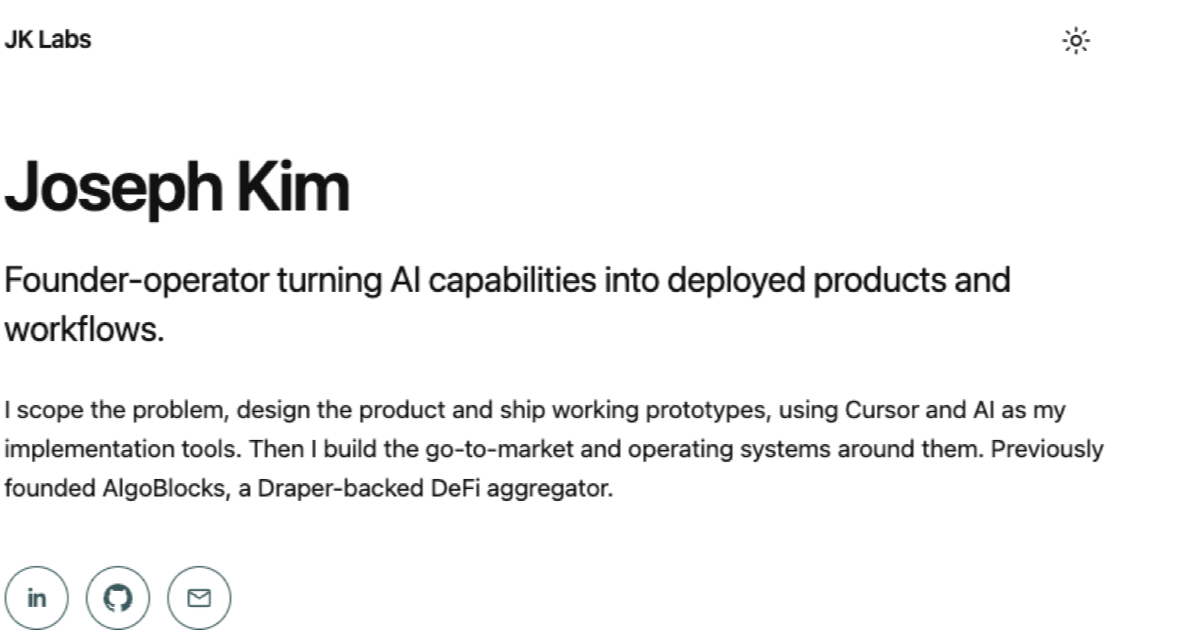 JK Labs
Joseph Kim
Founder-operator turning AI capabilities into deployed products and
workflows.
I scope the problem, design the product and ship working prototypes, using Cursor and AI as my
implementation tools. Then I build the go-to-market and operating systems around them. Previously
founded AlgoBlocks, a Draper-backed DeFi aggregator.
in